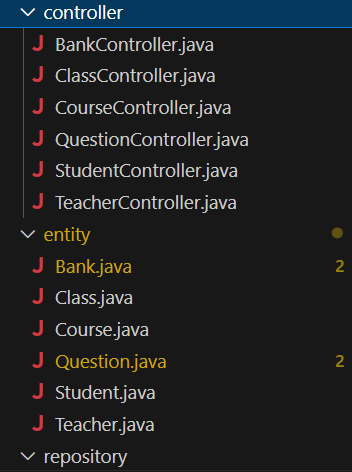 controller
J BankController.java
J ClassController.java
J CourseController.java
J QuestionController.java
J StudentController.java
J TeacherController.java
entity
J Bank.java 2
J Class.java
J Course.java
J Question.java 2
J Student.java
J Teacher.java
repository